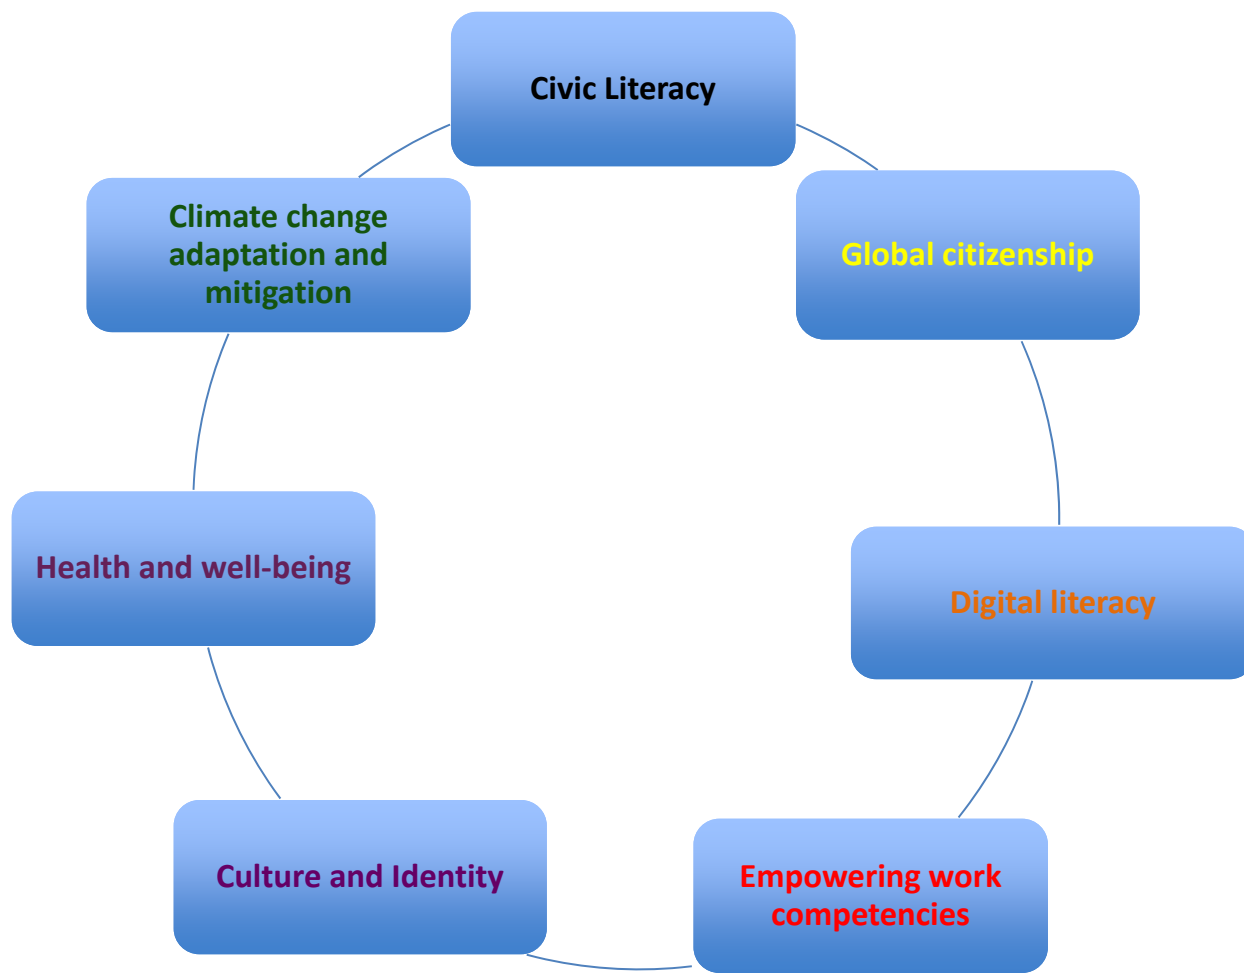 Civic Literacy
Global citizenship
Digital literacy
Empowering work
competencies
Culture and Identity
Health and well-being
Climate change
adaptation and
mitigation